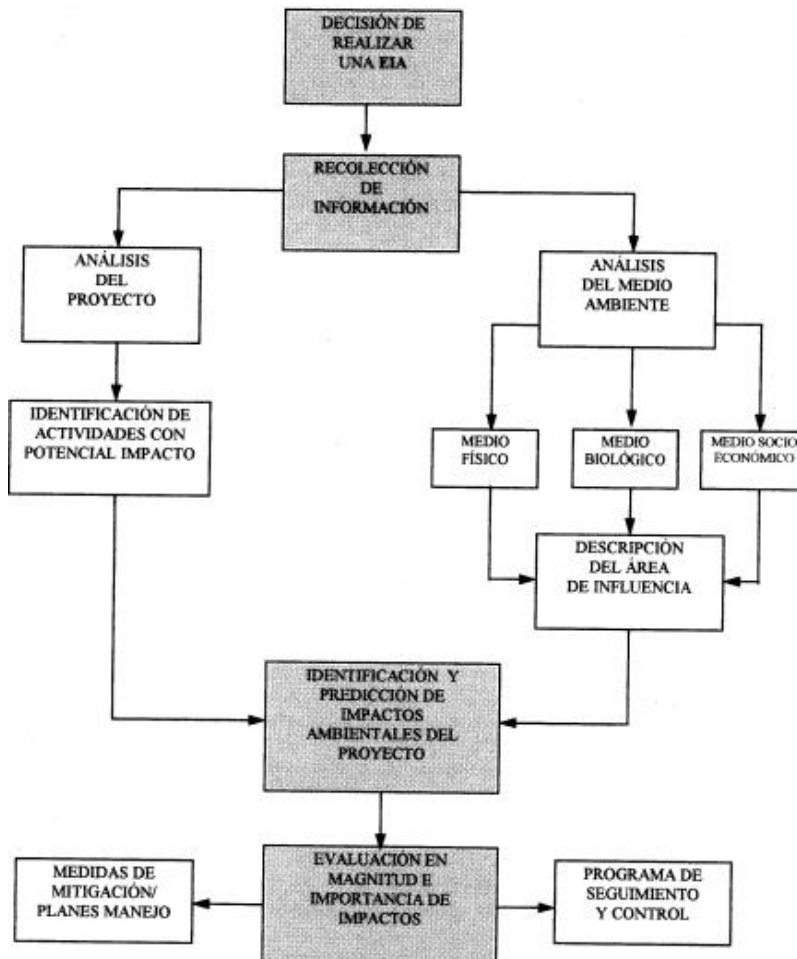 DECISIÓN DE
REALIZAR
UNA EIA
RECOLECCIÓN
DE
INFORMACIÓN
ANÁLISIS
DEL
PROYECTO
ANÁLISIS
DEL MEDIO
AMBIENTE
IDENTIFICACIÓN DE
ACTIVIDADES CON
POTENCIAL IMPACTO
MEDIO
FÍSICO
MEDIO
BIOLÓGICO
MEDIO SOCIO
ECONÓMICO
DESCRIPCIÓN
DEL ÁREA
DE INFLUENCIA
IDENTIFICACIÓN Y
PREDICCIÓN DE
IMPACTOS
AMBIENTALES DEL
PROYECTO
EVALUACIÓN EN
MAGNITUD E
IMPORTANCIA DE
IMPACTOS
MEDIDAS DE
MITIGACIÓN/
PLANES MANEJO
PROGRAMA DE
SEGUIMIENTO
Y CONTROL